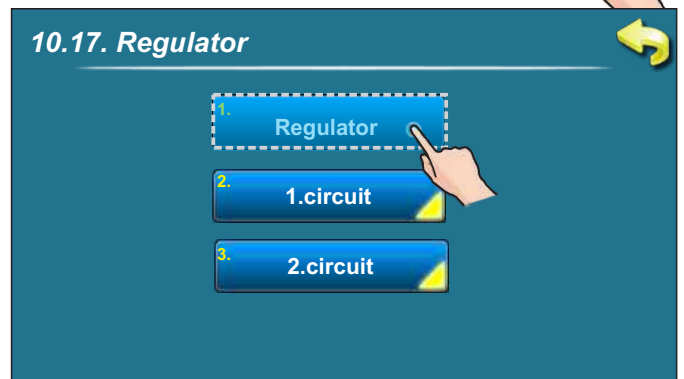 10.17. Regulator
1.
Regulator
2.
1.circuit
3.
2.circuit